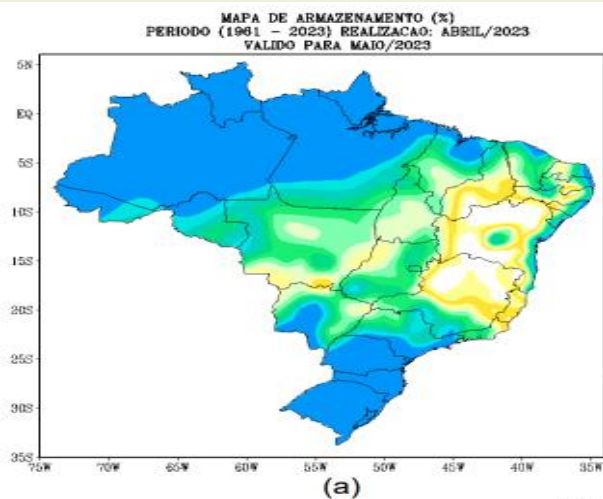 MAPA DE ARMAZENAMENTO (%)
PERIODO (1961 - 2023) REALIZACAO: ABRIL/2023
VALIDO PARA MAIO/2023
5N
EQ
5S
10S
15S
20S
25S
30S
35S
75W 70W 65W 60W 55W 50W 45W 40W 35W
(a)